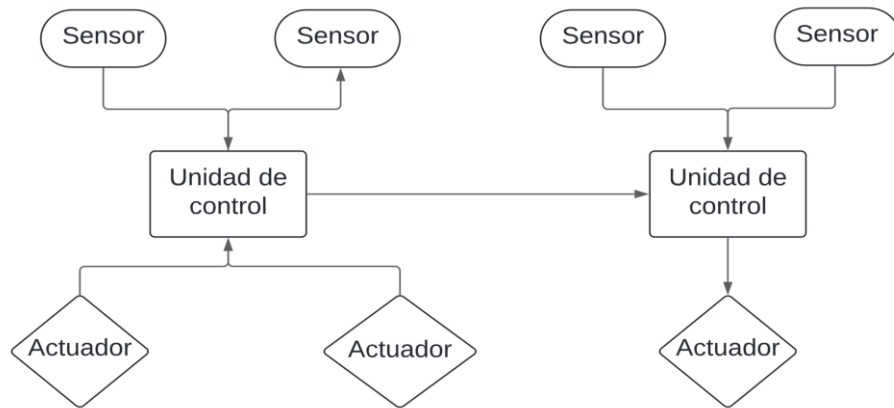 Sensor
Sensor
Sensor
Sensor
Unidad de
control
Unidad de
control
Actuador
Actuador
Actuador